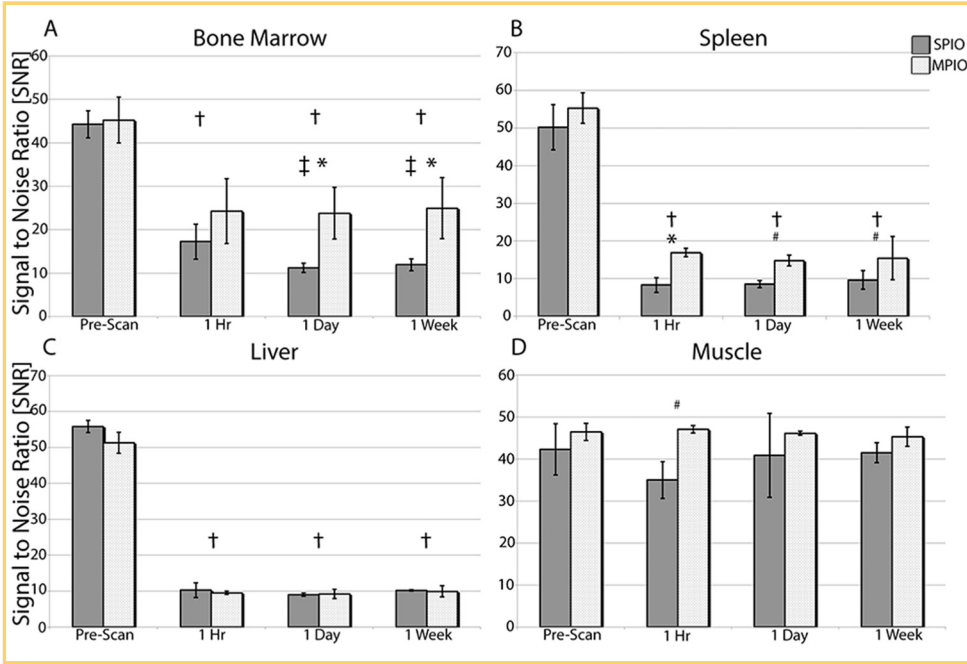 A
Bone Marrow
Signal to Noise Ratio [SNR]
60
50
40
30
20
10
0
†
†
†
‡ *
‡ *
Pre-Scan
1 Hr
1 Day
1 Week
B
Spleen
SPIO
MPIO
70
60
50
40
30
20
10
0
†
*
†
#
†
#
Pre-Scan
1 Hr
1 Day
1 Week
C
Liver
Signal to Noise Ratio [SNR]
70
60
50
40
30
20
10
0
†
†
†
Pre-Scan
1 Hr
1 Day
1 Week
D
Muscle
60
50
40
30
20
10
0
#
Pre-Scan
1 Hr
1 Day
1 Week